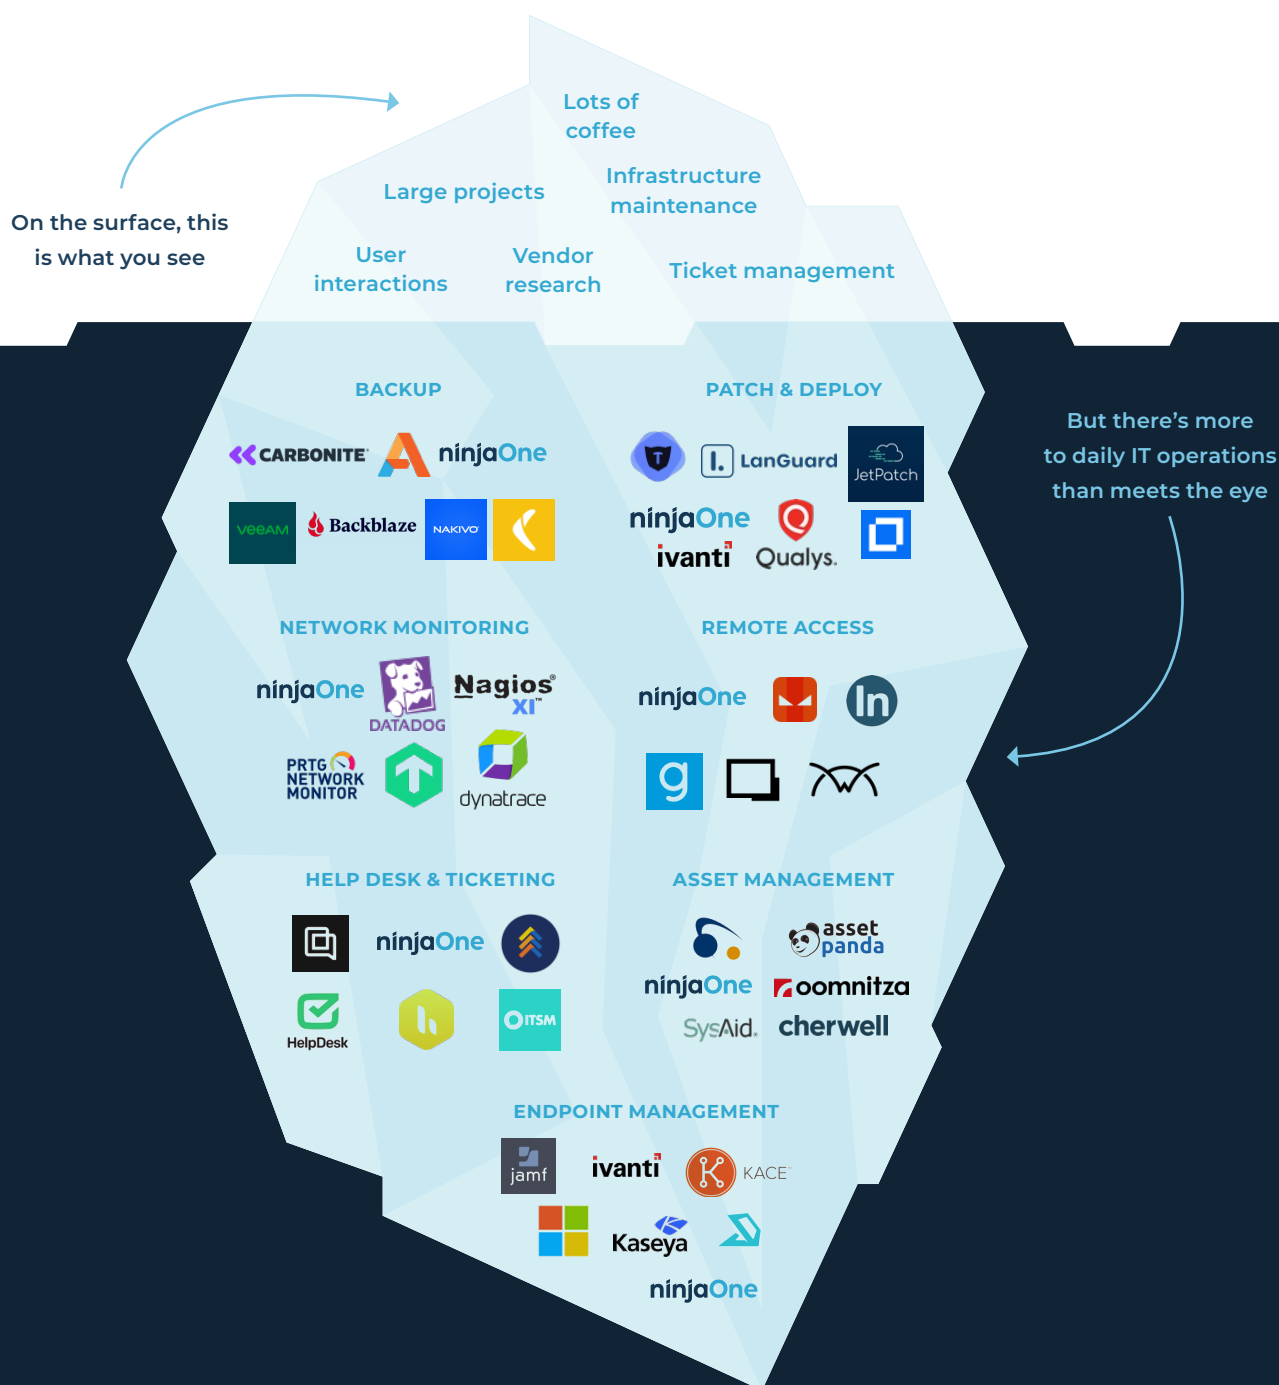 Lots of
coffee
Large projects
Infrastructure
maintenance
On the surface, this
is what you see
User
interactions
Vendor
research
Ticket management
BACKUP
CARBONITE
ninjaOne
VEEAM
Backblaze
NAKIVO
PATCH & DEPLOY
T
l. LanGuard
JetPatch
ninjaOne
ivanti
Qualys.
But there's more
to daily IT operations
than meets the eye
NETWORK MONITORING
ninjaOne
DATADOG
Nagios®
XI™
PRTG
NETWORK
MONITOR
dynatrace
REMOTE ACCESS
ninjaOne
In
g
HELP DESK & TICKETING
ninjaOne
HelpDesk
h
ITSM
ASSET MANAGEMENT
asset
panda
ninjaOne
oomnitza
SysAid.
cherwell
ENDPOINT MANAGEMENT
jamf
ivanti
K KACE™
Kaseya
ninjaOne